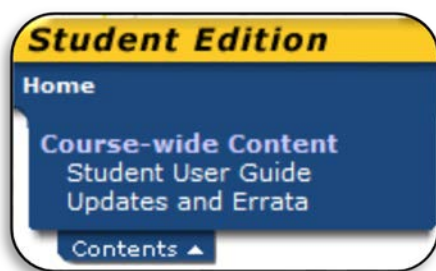 Student Edition
Home
Course-wide Content
Student User Guide
Updates and Errata
Contents ▲